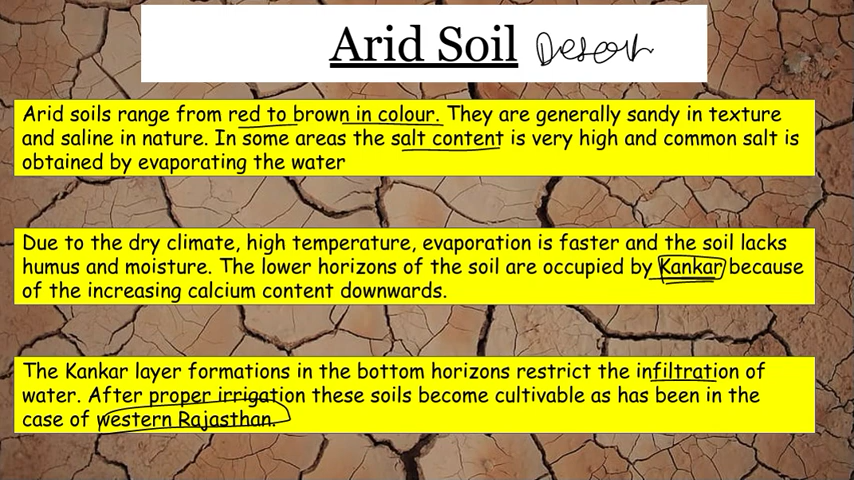 Arid Soil Desert
Arid soils range from red to brown in colour. They are generally sandy in texture
and saline in nature. In some areas the salt content is very high and common salt is
obtained by evaporating the water
Due to the dry climate, high temperature, evaporation is faster and the soil lacks
humus and moisture. The lower horizons of the soil are occupied by Kankar because
of the increasing calcium content downwards.
The Kankar layer formations in the bottom horizons restrict the infiltration of
water. After proper irrigation these soils become cultivable as has been in the
case of western Rajasthan.